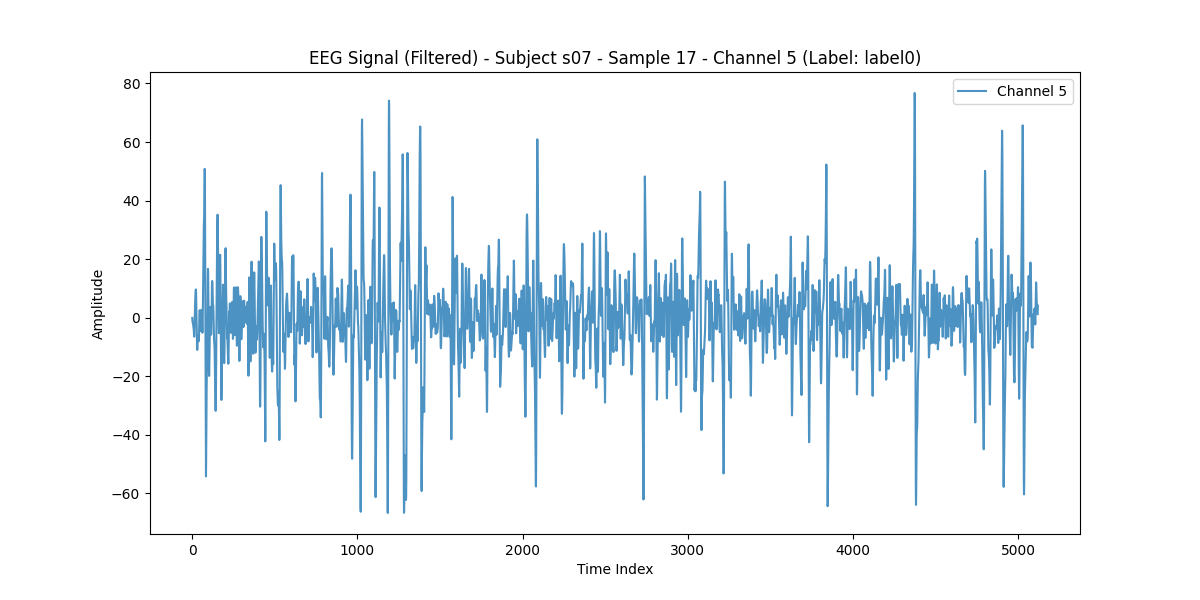 EEG Signal (Filtered) - Subject s07 - Sample 17 - Channel 5 (Label: label0)
Channel 5
80
60
40
20
0
−20
−40
−60
Amplitude
0 1000 2000 3000 4000 5000
Time Index